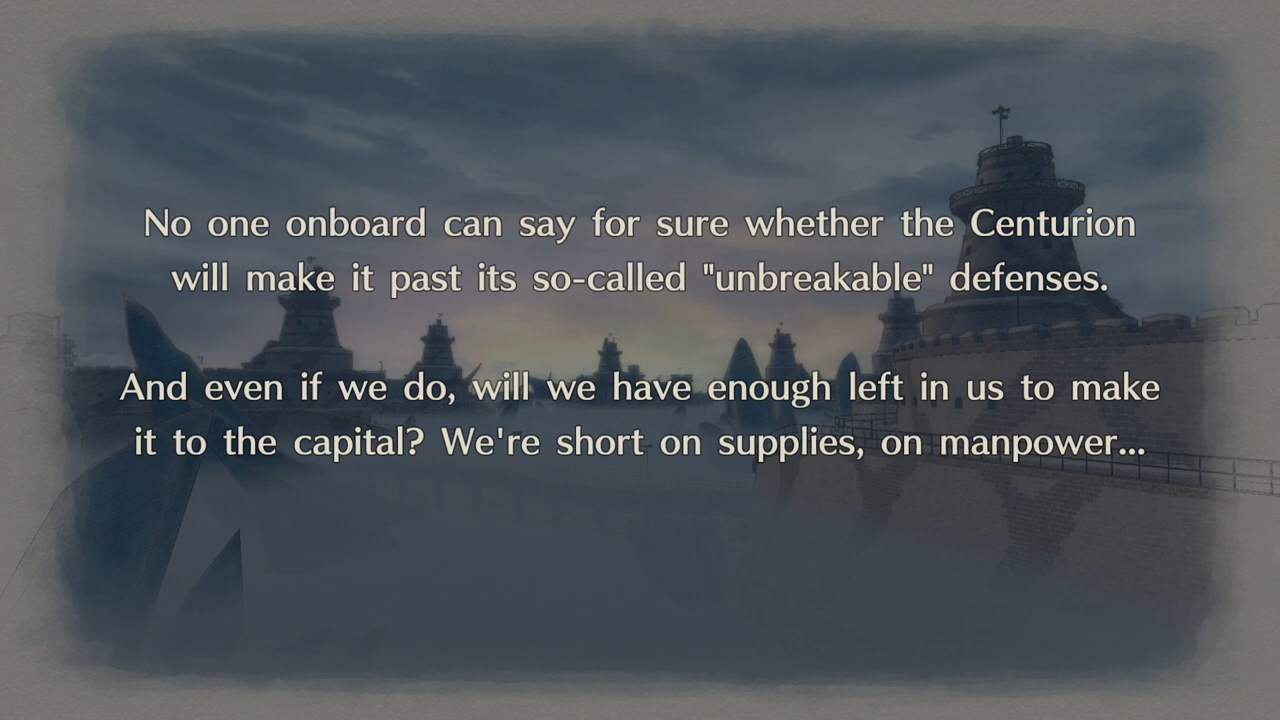 No one onboard can say for sure whether the Centurion
will make it past its so-called "unbreakable" defenses.
And even if we do, will we have enough left in us to make
it to the capital? We're short on supplies, on manpower...